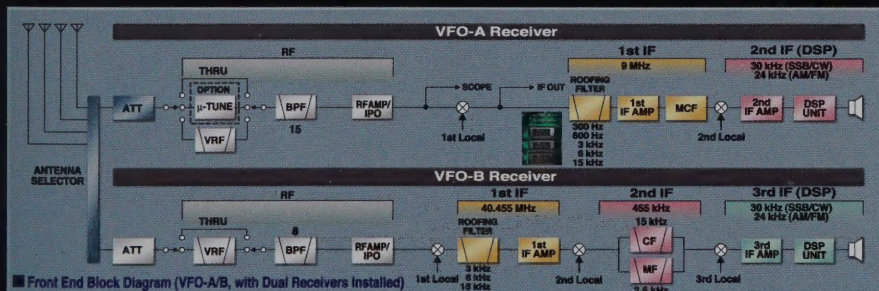 VFO-A Receiver
RF
1st IF
2nd IF (DSP)
9 MHz
30 kHz (SSB/CW)
24 kHz (AM/FM)
THRU
OPTION
SCOPE
IF OUT
ROOFING
FILTER
ATT
μ-TUNE
BPF
RFAMP/
IPO
1st
IF AMP
MCF
2nd
IF AMP
DSP
UNIT
VRF
15
1st Local
300 Hz
600 Hz
3 kHz
6 kHz
15 kHz
2nd Local
ANTENNA
SELECTOR
VFO-B Receiver
RF
1st IF
2nd IF
3rd IF (DSP)
40.455 MHz
455 kHz
30 kHz (SSB/CW)
24 kHz (AM/FM)
THRU
8
ROOFING
FILTER
15 kHz
ATT
VRF
BPF
RFAMP/
IPO
1st
IF AMP
CF
MF
3rd
IF AMP
DSP
UNIT
1st Local
3 kHz
6 kHz
15 kHz
2nd Local
2.6 kHz
3rd Local
Front End Block Diagram (VFO-A/B, with Dual Receivers Installed)